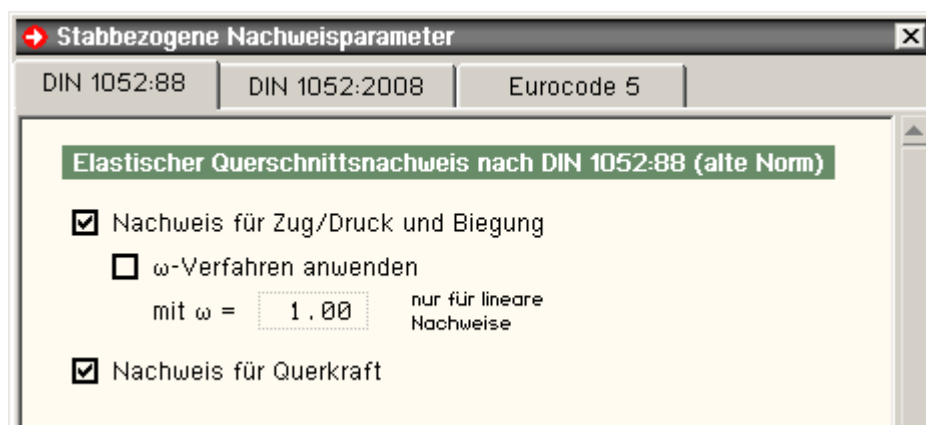 Stabbezogene Nachweisparameter
DIN 1052:88
DIN 1052:2008
Eurocode 5
Elastischer Querschnittsnachweis nach DIN 1052:88 (alte Norm)
Nachweis für Zug/Druck und Biegung
ω-Verfahren anwenden
mit ω = 1.00
nur für lineare
Nachweise
Nachweis für Querkraft